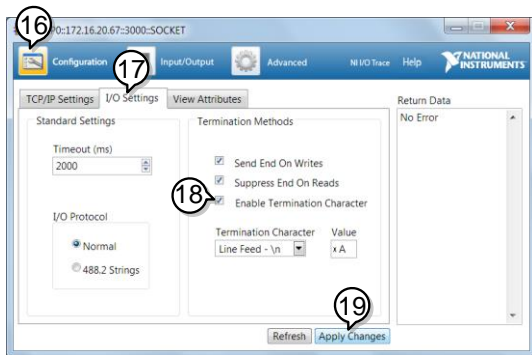 16
P0::172.16.20.67::3000::SOCKET
Configuration
17
Input/Output
Advanced
NI I/O Trace
Help
NATIONAL
INSTRUMENTS
TCP/IP Settings
I/O Settings
View Attributes
Return Data
Standard Settings
Termination Methods
No Error
Timeout (ms)
2000
Send End On Writes
Suppress End On Reads
18
Enable Termination Character
I/O Protocol
Termination Character
Value
Normal
Line Feed - \n
x A
488.2 Strings
19
Refresh
Apply Changes